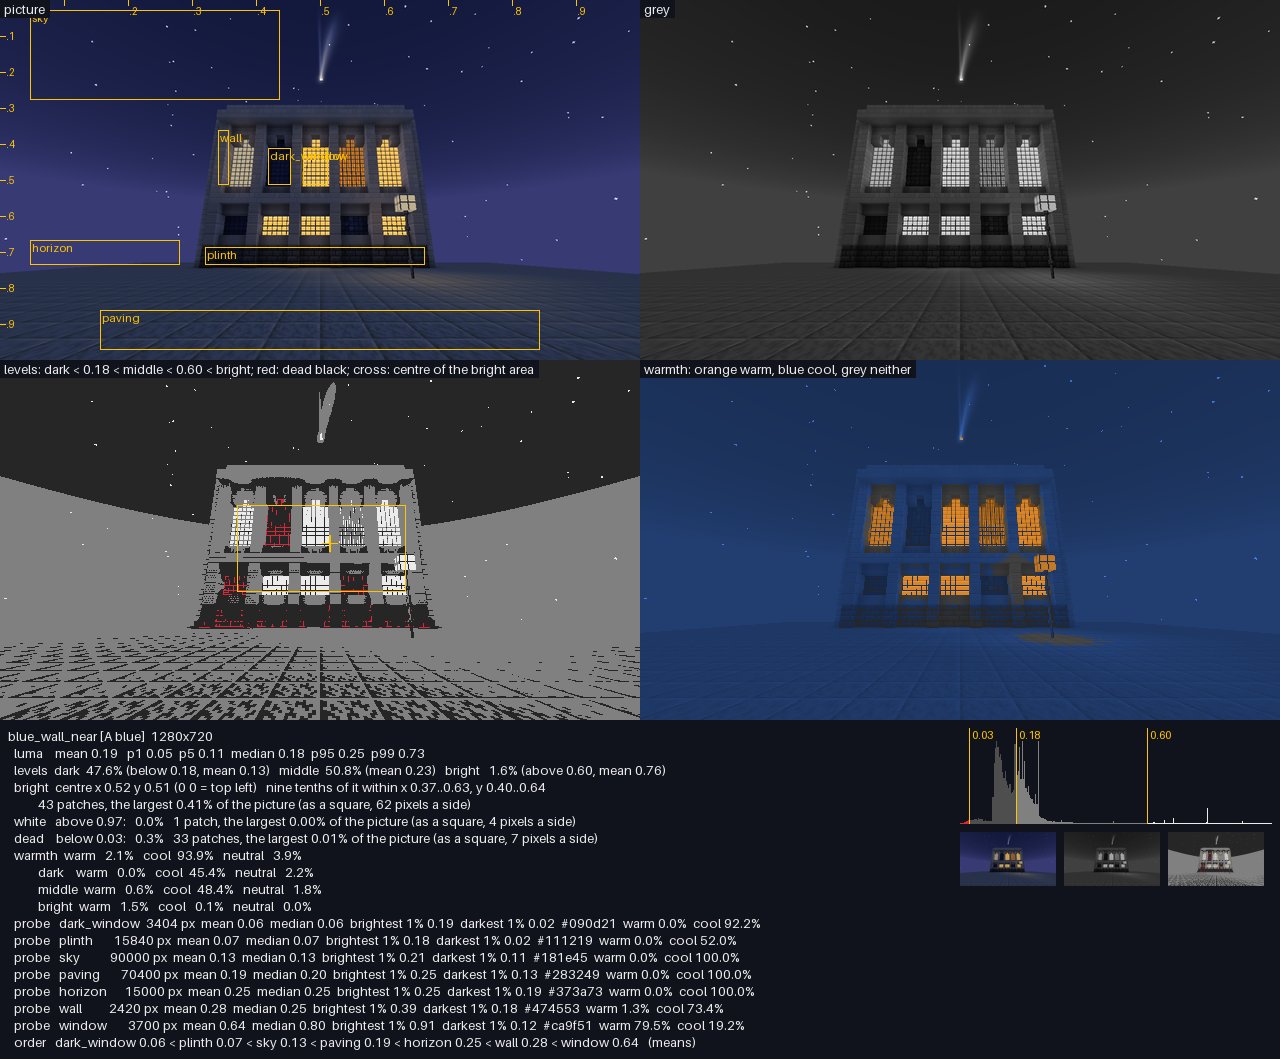 picture
.1 .2 .3 .4 .5 .6 .7 .8 .9
sky
.1
.2
.3
.4
.5
.6
.7
.8
.9
wall
dark_
horizon
plinth
paving
grey
levels: dark < 0.18 < middle < 0.60 < bright; red: dead black; cross: centre of the bright area
warmth: orange warm, blue cool, grey neither
blue_wall_near [A blue] 1280x720
luma mean 0.19 p1 0.05 p5 0.11 median 0.18 p95 0.25 p99 0.73
levels dark 47.6% (below 0.18, mean 0.13) middle 50.8% (mean 0.23) bright 1.6% (above 0.60, mean 0.76)
bright centre x 0.52 y 0.51 (0 0 = top left) nine tenths of it within x 0.37..0.63, y 0.40..0.64
43 patches, the largest 0.41% of the picture (as a square, 62 pixels a side)
white above 0.97: 0.0% 1 patch, the largest 0.00% of the picture (as a square, 4 pixels a side)
dead below 0.03: 0.3% 33 patches, the largest 0.01% of the picture (as a square, 7 pixels a side)
warmth warm 2.1% cool 93.9% neutral 3.9%
dark warm 0.0% cool 45.4% neutral 2.2%
middle warm 0.6% cool 48.4% neutral 1.8%
bright warm 1.5% cool 0.1% neutral 0.0%
probe dark_window 3404 px mean 0.06 median 0.06 brightest 1% 0.19 darkest 1% 0.02 #090d21 warm 0.0% cool 92.2%
probe plinth 15840 px mean 0.07 median 0.07 brightest 1% 0.18 darkest 1% 0.02 #111219 warm 0.0% cool 52.0%
probe sky 90000 px mean 0.13 median 0.13 brightest 1% 0.21 darkest 1% 0.11 #181e45 warm 0.0% cool 100.0%
probe paving 70400 px mean 0.19 median 0.20 brightest 1% 0.25 darkest 1% 0.13 #283249 warm 0.0% cool 100.0%
probe horizon 15000 px mean 0.25 median 0.25 brightest 1% 0.25 darkest 1% 0.19 #373a73 warm 0.0% cool 100.0%
probe wall 2420 px mean 0.28 median 0.25 brightest 1% 0.39 darkest 1% 0.18 #474553 warm 1.3% cool 73.4%
probe window 3700 px mean 0.64 median 0.80 brightest 1% 0.91 darkest 1% 0.12 #ca9f51 warm 79.5% cool 19.2%
order dark_window 0.06 < plinth 0.07 < sky 0.13 < paving 0.19 < horizon 0.25 < wall 0.28 < window 0.64 (means)
0.03 0.18 0.60